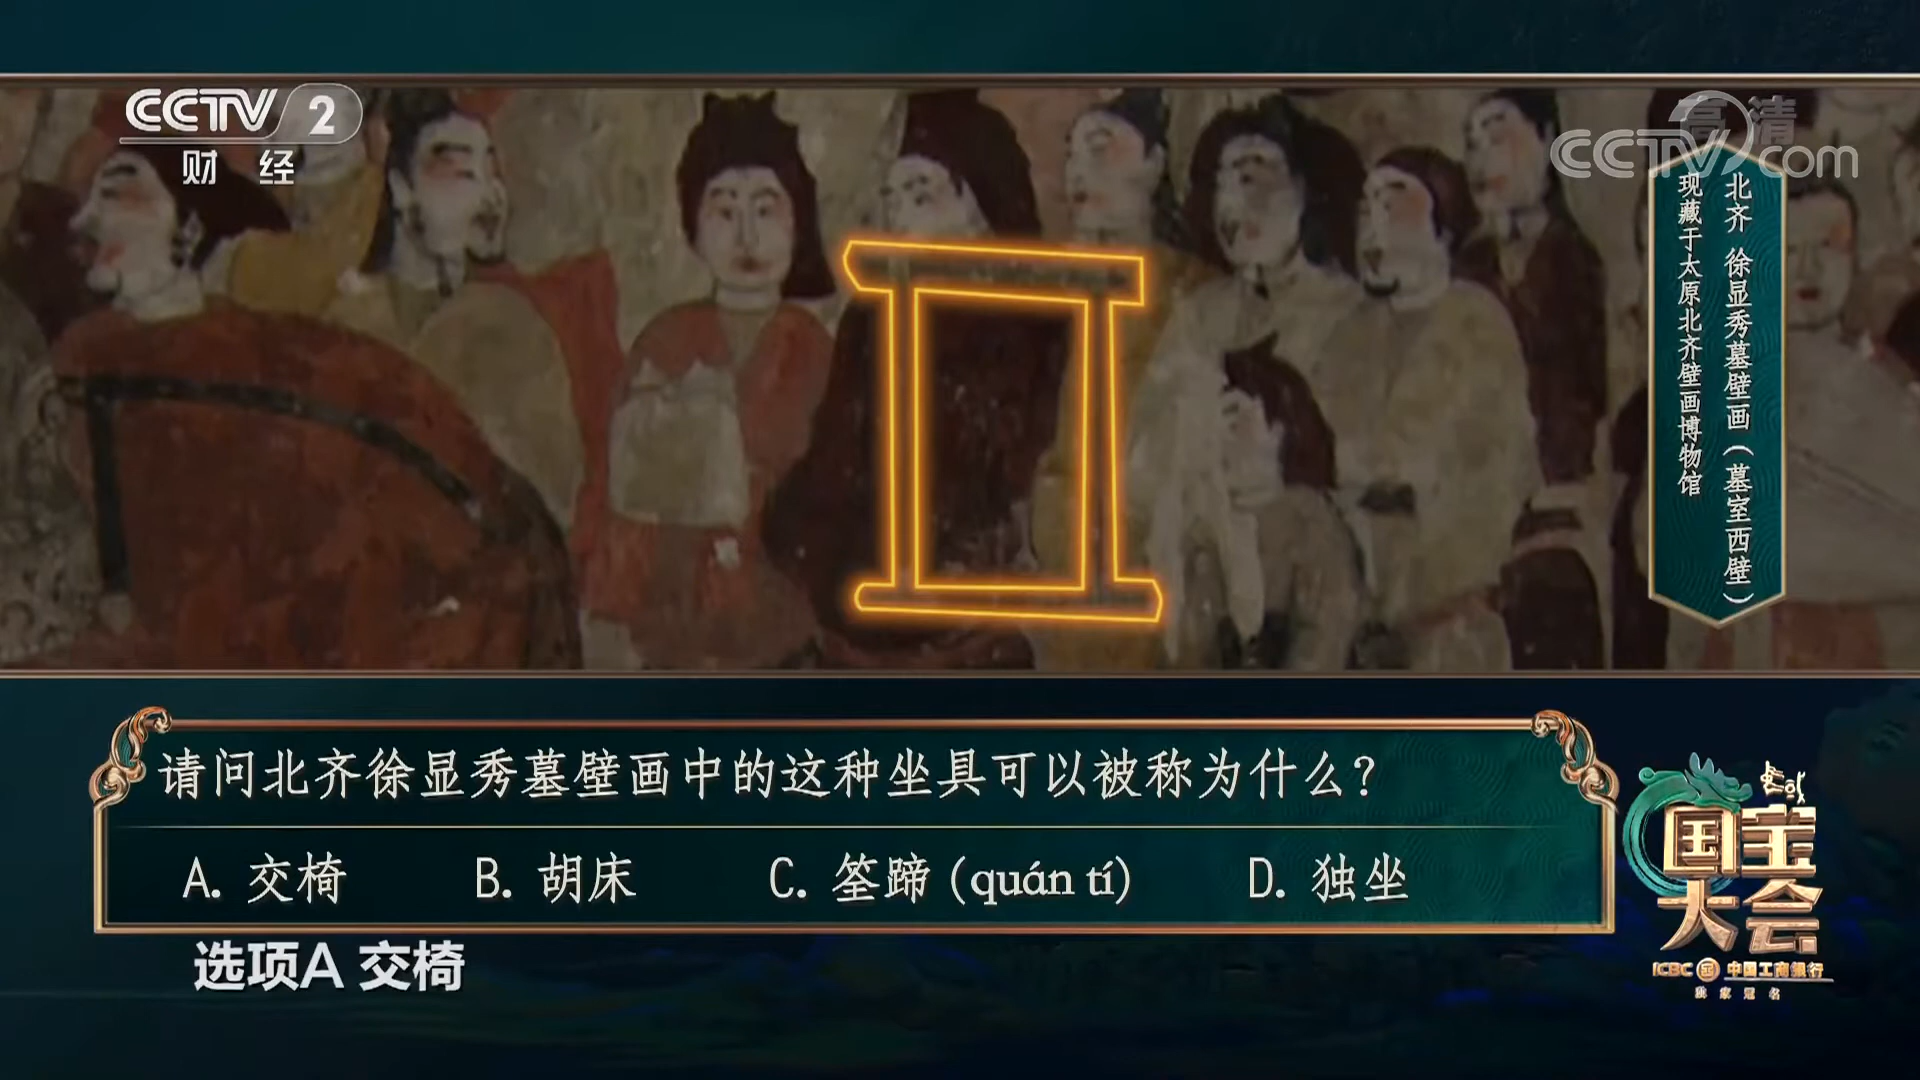 CCTV 2
财 经
高清
CCTV.com
北齐 徐显秀墓壁画（墓室西壁）
现藏于太原北齐壁画博物馆
请问北齐徐显秀墓壁画中的这种坐具可以被称为什么？
A. 交椅
B. 胡床
C. 筌蹄（quán tí）
D. 独坐
选项A 交椅
国宝
大会
ICBC 中国工商银行
独家冠名